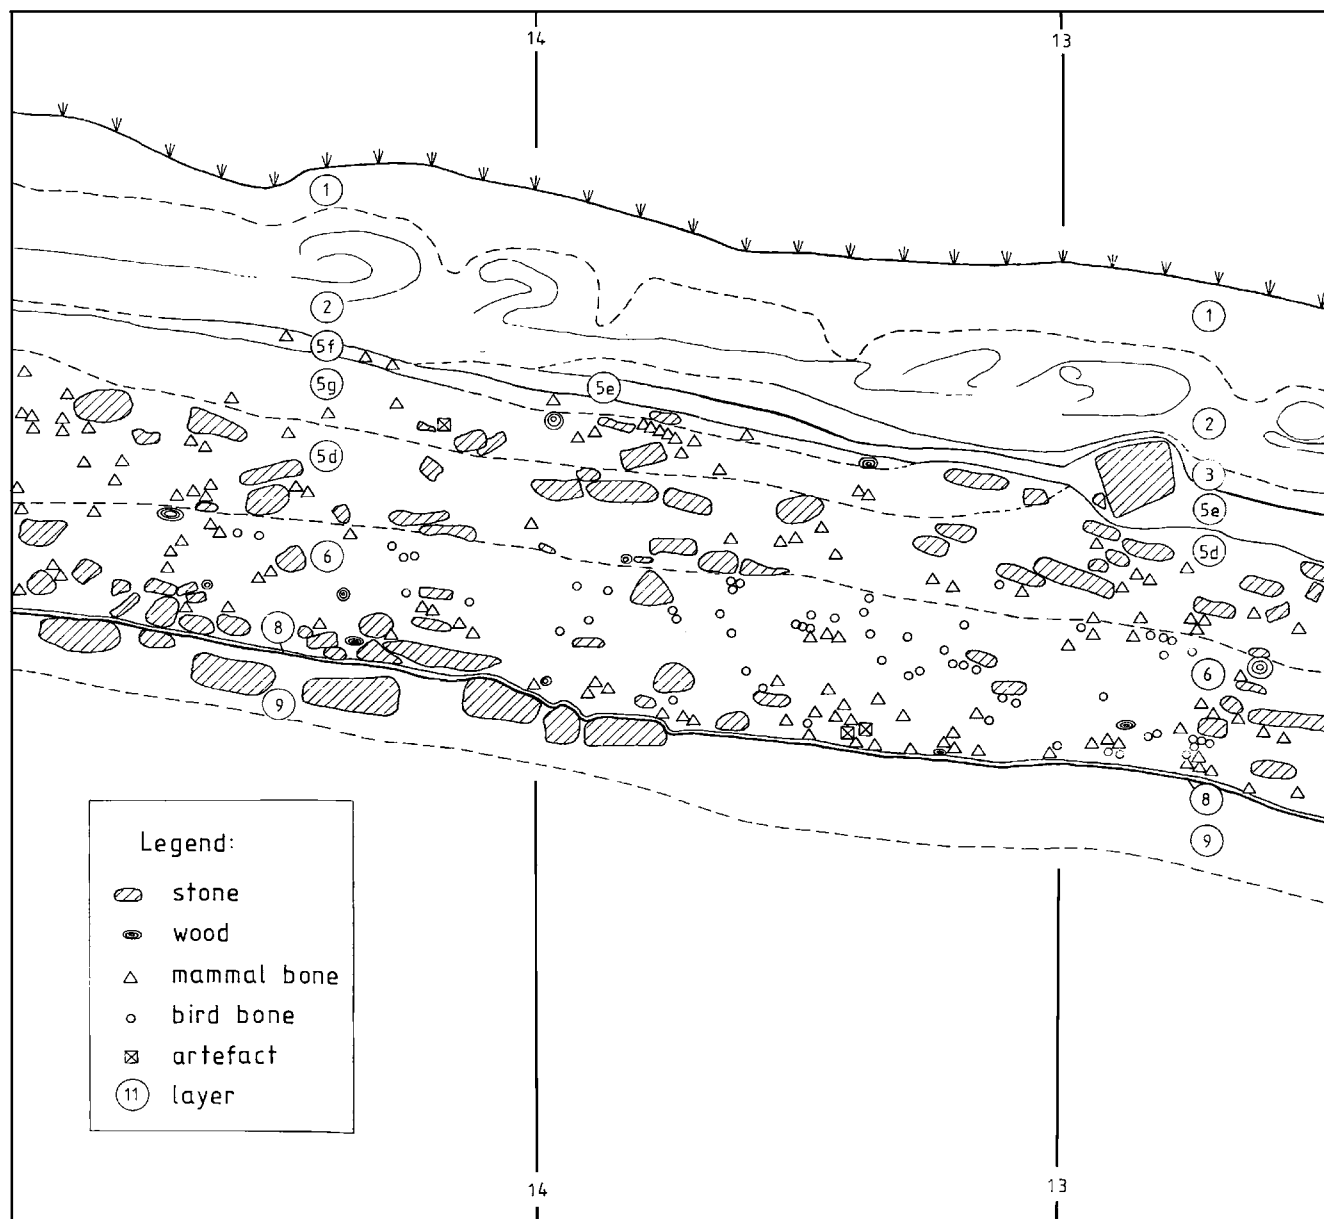 14 13
1
1
2
5f
5g
5e
2
5d
3
5e
5d
6
8
6
9
8
9
Legend:
stone
wood
mammal bone
bird bone
artefact
11 layer
14 13